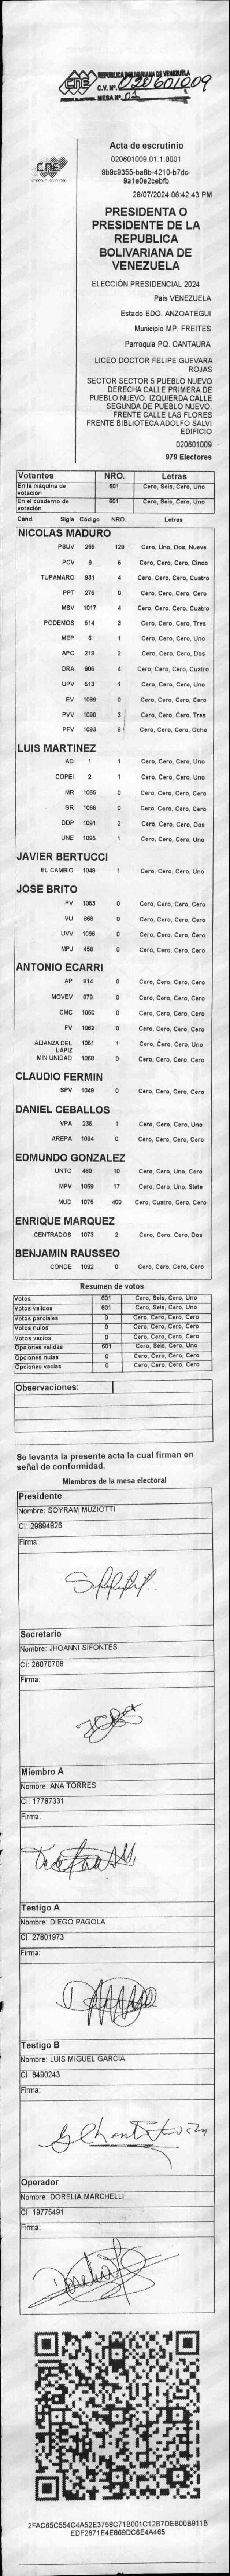 CNE
REPUBLICA BOLIVARIANA DE VENEZUELA
C.V. Nº. 020601009
MESA Nº. 01
CNE
Acta de escrutinio
020601009.01.1.0001
9b9c9355-ba8b-4210-b7dc-
9a1e0e2cebfb
28/07/2024 06:42:43 PM
PRESIDENTA O
PRESIDENTE DE LA
REPUBLICA
BOLIVARIANA DE
VENEZUELA
ELECCIÓN PRESIDENCIAL 2024
Pais VENEZUELA
Estado EDO. ANZOATEGUI
Municipio MP. FREITES
Parroquia PQ. CANTAURA
LICEO DOCTOR FELIPE GUEVARA
ROJAS
SECTOR SECTOR 5 PUEBLO NUEVO
DERECHA CALLE PRIMERA DE
PUEBLO NUEVO. IZQUIERDA CALLE
SEGUNDA DE PUEBLO NUEVO.
FRENTE CALLE LAS FLORES
FRENTE BIBLIOTECA ADOLFO SALVI
EDIFICIO
020601009
979 Electores
Votantes NRO. Letras
En la máquina de votación 601 Cero, Seis, Cero, Uno
En el cuaderno de votación 601 Cero, Seis, Cero, Uno
Cand. Sigla Código NRO. Letras
NICOLAS MADURO
PSUV 269 129 Cero, Uno, Dos, Nueve
PCV 9 5 Cero, Cero, Cero, Cinco
TUPAMARO 931 4 Cero, Cero, Cero, Cuatro
PPT 276 0 Cero, Cero, Cero, Cero
MSV 1017 4 Cero, Cero, Cero, Cuatro
PODEMOS 514 3 Cero, Cero, Cero, Tres
MEP 6 1 Cero, Cero, Cero, Uno
APC 219 2 Cero, Cero, Cero, Dos
ORA 906 4 Cero, Cero, Cero, Cuatro
UPV 513 1 Cero, Cero, Cero, Uno
EV 1089 0 Cero, Cero, Cero, Cero
PVV 1090 3 Cero, Cero, Cero, Tres
PFV 1093 8 Cero, Cero, Cero, Ocho
LUIS MARTINEZ
AD 1 1 Cero, Cero, Cero, Uno
COPEI 2 1 Cero, Cero, Cero, Uno
MR 1065 0 Cero, Cero, Cero, Cero
BR 1066 0 Cero, Cero, Cero, Cero
DDP 1091 2 Cero, Cero, Cero, Dos
UNE 1095 1 Cero, Cero, Cero, Uno
JAVIER BERTUCCI
EL CAMBIO 1048 1 Cero, Cero, Cero, Uno
JOSE BRITO
PV 1053 0 Cero, Cero, Cero, Cero
VU 868 0 Cero, Cero, Cero, Cero
UVV 1096 0 Cero, Cero, Cero, Cero
MPJ 456 0 Cero, Cero, Cero, Cero
ANTONIO ECARRI
AP 814 0 Cero, Cero, Cero, Cero
MOVEV 879 0 Cero, Cero, Cero, Cero
CMC 1050 0 Cero, Cero, Cero, Cero
FV 1062 0 Cero, Cero, Cero, Cero
ALIANZA DEL LAPIZ 1051 1 Cero, Cero, Cero, Uno
MIN UNIDAD 1068 0 Cero, Cero, Cero, Cero
CLAUDIO FERMIN
SPV 1049 0 Cero, Cero, Cero, Cero
DANIEL CEBALLOS
VPA 236 1 Cero, Cero, Cero, Uno
AREPA 1094 0 Cero, Cero, Cero, Cero
EDMUNDO GONZALEZ
UNTC 460 10 Cero, Cero, Uno, Cero
MPV 1069 17 Cero, Cero, Uno, Siete
MUD 1075 400 Cero, Cuatro, Cero, Cero
ENRIQUE MARQUEZ
CENTRADOS 1073 2 Cero, Cero, Cero, Dos
BENJAMIN RAUSSEO
CONDE 1092 0 Cero, Cero, Cero, Cero
Resumen de votos
Votos 601 Cero, Seis, Cero, Uno
Votos validos 601 Cero, Seis, Cero, Uno
Votos parciales 0 Cero, Cero, Cero, Cero
Votos nulos 0 Cero, Cero, Cero, Cero
Votos vacios 0 Cero, Cero, Cero, Cero
Opciones validas 601 Cero, Seis, Cero, Uno
Opciones nulas 0 Cero, Cero, Cero, Cero
Opciones vacias 0 Cero, Cero, Cero, Cero
Observaciones:
Se levanta la presente acta la cual firman en
señal de conformidad.
Miembros de la mesa electoral
Presidente
Nombre: SOYRAM MUZIOTTI
CI: 29894826
Firma:
Secretario
Nombre: JHOANNI SIFONTES
CI: 26070708
Firma:
Miembro A
Nombre: ANA TORRES
CI: 17787331
Firma:
Testigo A
Nombre: DIEGO PAGOLA
CI: 27801973
Firma:
Testigo B
Nombre: LUIS MIGUEL GARCIA
CI: 8490243
Firma:
Operador
Nombre: DORELIA MARCHELLI
CI: 19775491
Firma:
2FAC65C554C4A52E3758C71B001C12B7DEB00B911B
EDF2671E4E869DC6E4A465